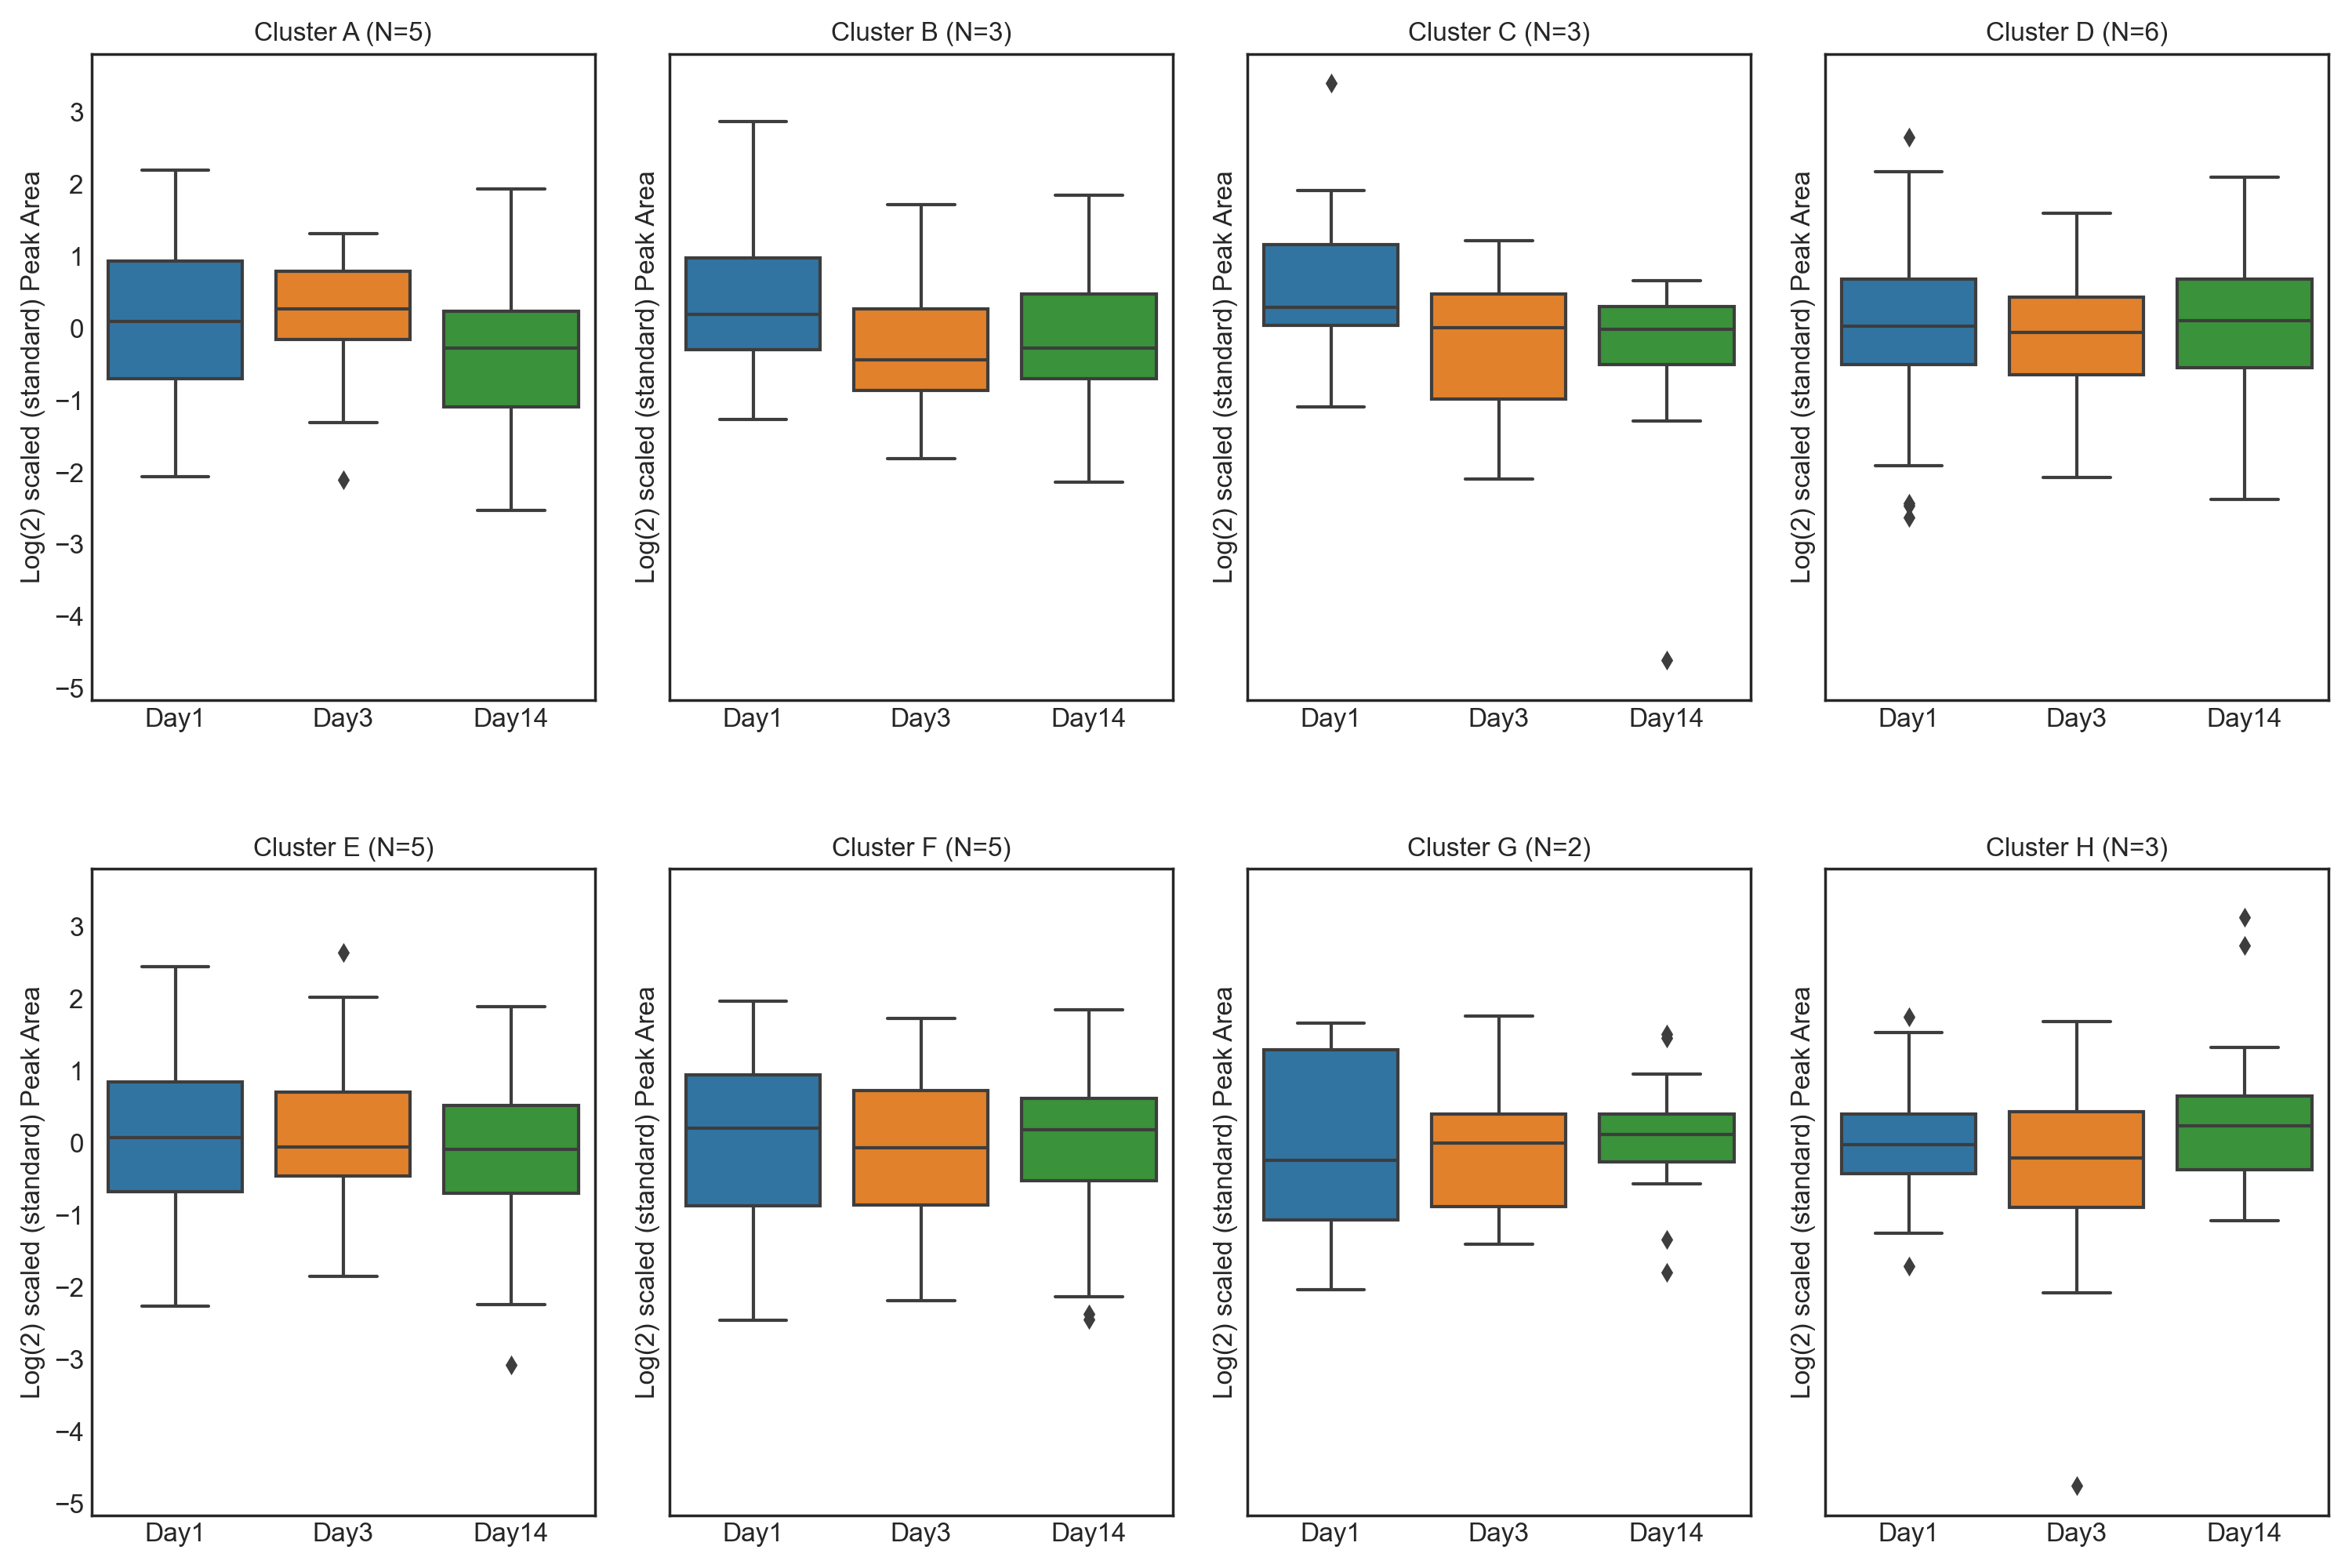 Cluster A (N=5)
Cluster B (N=3)
Cluster C (N=3)
Cluster D (N=6)
Log(2) scaled (standard) Peak Area
3
2
1
0
−1
−2
−3
−4
−5
Log(2) scaled (standard) Peak Area
Log(2) scaled (standard) Peak Area
Log(2) scaled (standard) Peak Area
Day1 Day3 Day14
Day1 Day3 Day14
Day1 Day3 Day14
Day1 Day3 Day14
Cluster E (N=5)
Cluster F (N=5)
Cluster G (N=2)
Cluster H (N=3)
Log(2) scaled (standard) Peak Area
3
2
1
0
−1
−2
−3
−4
−5
Log(2) scaled (standard) Peak Area
Log(2) scaled (standard) Peak Area
Log(2) scaled (standard) Peak Area
Day1 Day3 Day14
Day1 Day3 Day14
Day1 Day3 Day14
Day1 Day3 Day14